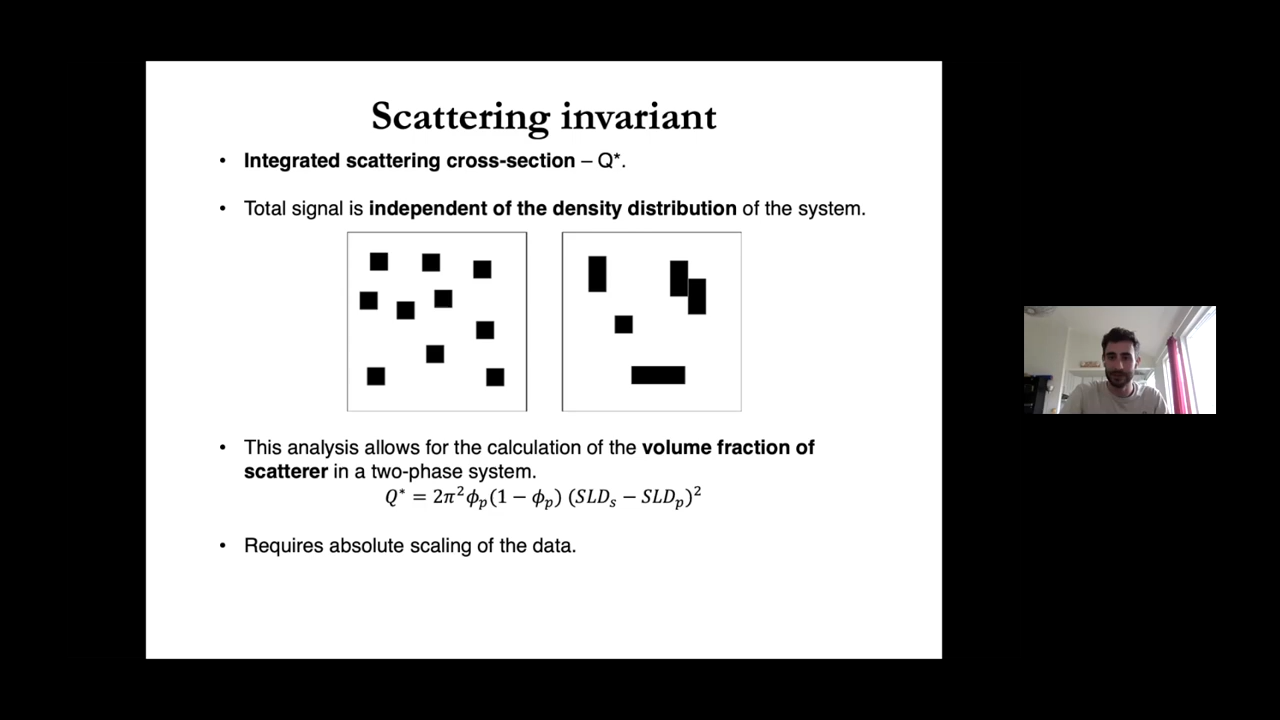 Scattering invariant
• Integrated scattering cross-section – Q*.
• Total signal is independent of the density distribution of the system.
• This analysis allows for the calculation of the volume fraction of
scatterer in a two-phase system.
Q* = 2π²ϕₚ(1 − ϕₚ) (SLDₛ − SLDₚ)²
• Requires absolute scaling of the data.